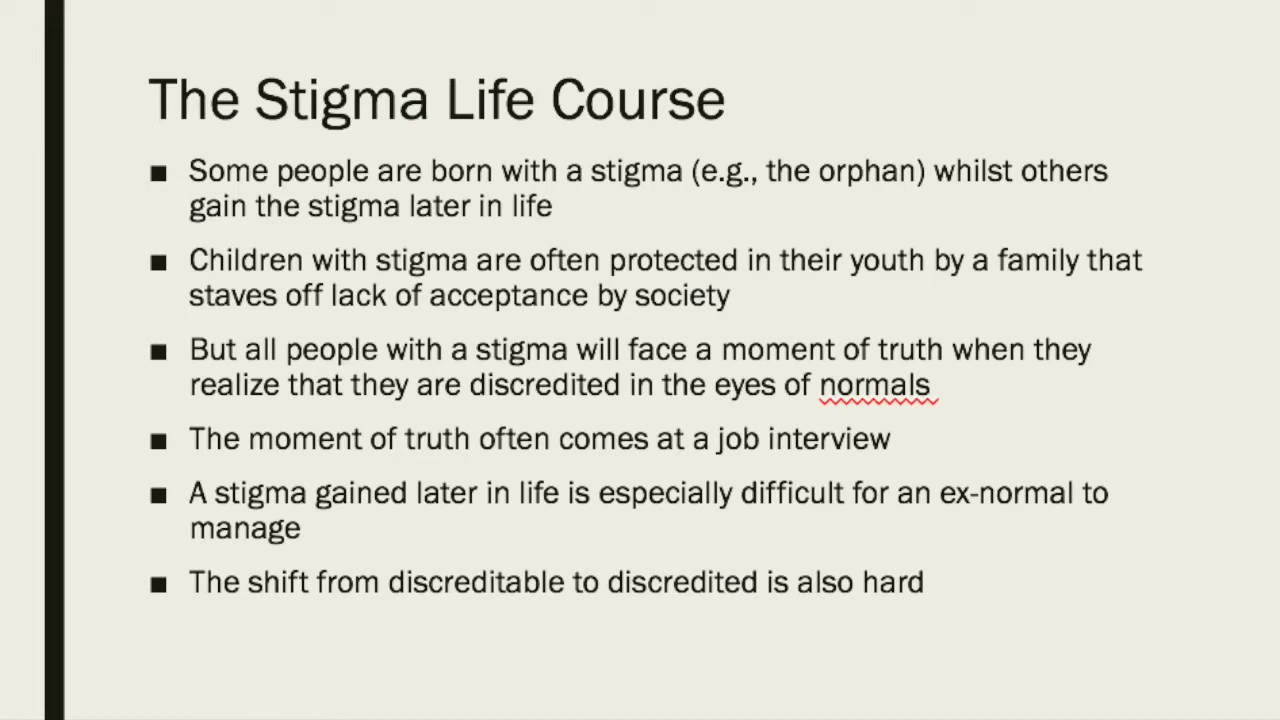 The Stigma Life Course
■ Some people are born with a stigma (e.g., the orphan) whilst others
gain the stigma later in life
■ Children with stigma are often protected in their youth by a family that
staves off lack of acceptance by society
■ But all people with a stigma will face a moment of truth when they
realize that they are discredited in the eyes of normals
■ The moment of truth often comes at a job interview
■ A stigma gained later in life is especially difficult for an ex-normal to
manage
■ The shift from discreditable to discredited is also hard